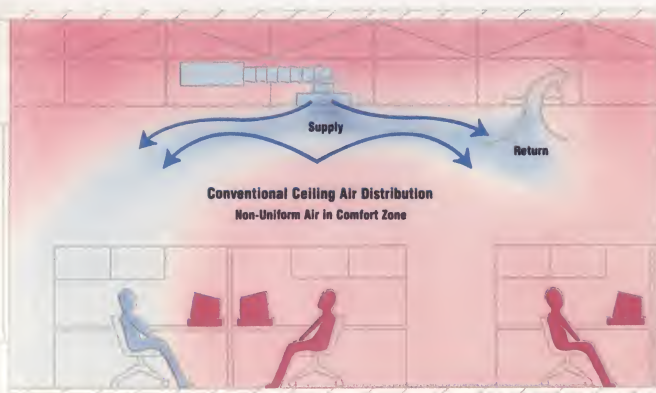 Supply
Return
Conventional Ceiling Air Distribution
Non-Uniform Air in Comfort Zone